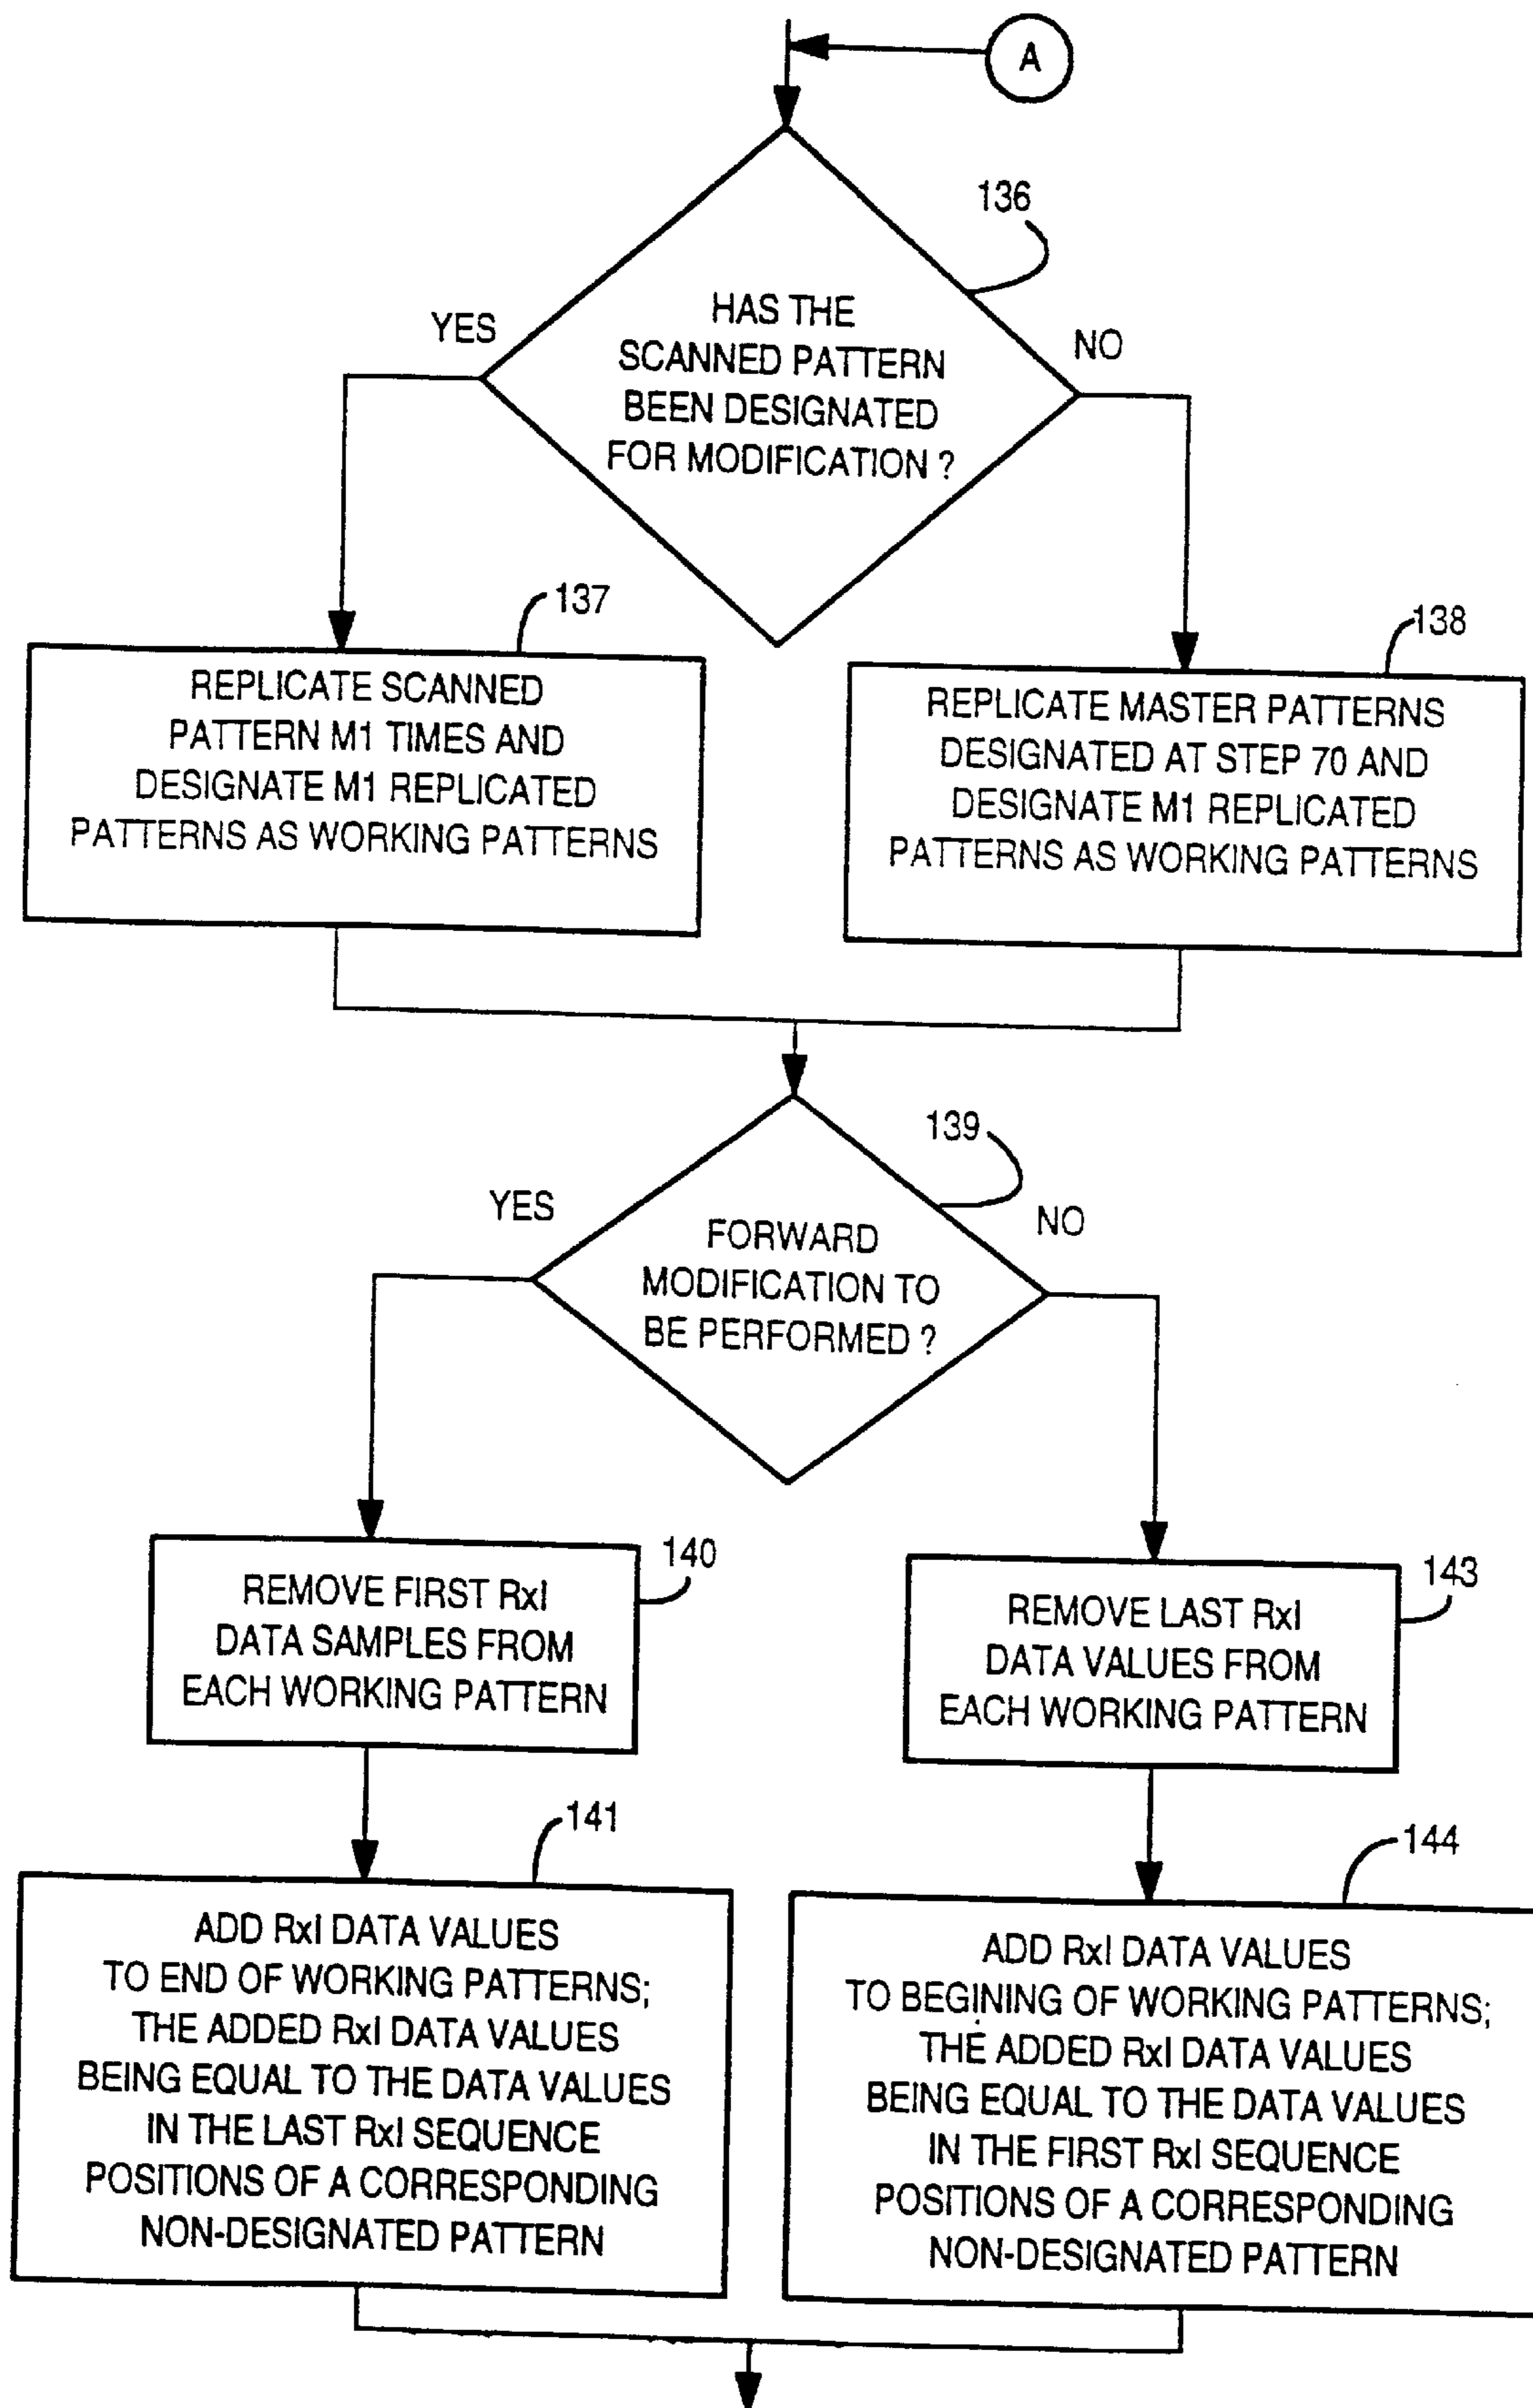 A
136
YES
NO
HAS THE
SCANNED PATTERN
BEEN DESIGNATED
FOR MODIFICATION ?
137
138
REPLICATE SCANNED
PATTERN M1 TIMES AND
DESIGNATE M1 REPLICATED
PATTERNS AS WORKING PATTERNS
REPLICATE MASTER PATTERNS
DESIGNATED AT STEP 70 AND
DESIGNATE M1 REPLICATED
PATTERNS AS WORKING PATTERNS
139
YES
NO
FORWARD
MODIFICATION TO
BE PERFORMED ?
140
143
REMOVE FIRST RxI
DATA SAMPLES FROM
EACH WORKING PATTERN
REMOVE LAST RxI
DATA VALUES FROM
EACH WORKING PATTERN
141
144
ADD RxI DATA VALUES
TO END OF WORKING PATTERNS;
THE ADDED RxI DATA VALUES
BEING EQUAL TO THE DATA VALUES
IN THE LAST RxI SEQUENCE
POSITIONS OF A CORRESPONDING
NON-DESIGNATED PATTERN
ADD RxI DATA VALUES
TO BEGINING OF WORKING PATTERNS;
THE ADDED RxI DATA VALUES
BEING EQUAL TO THE DATA VALUES
IN THE FIRST RxI SEQUENCE
POSITIONS OF A CORRESPONDING
NON-DESIGNATED PATTERN